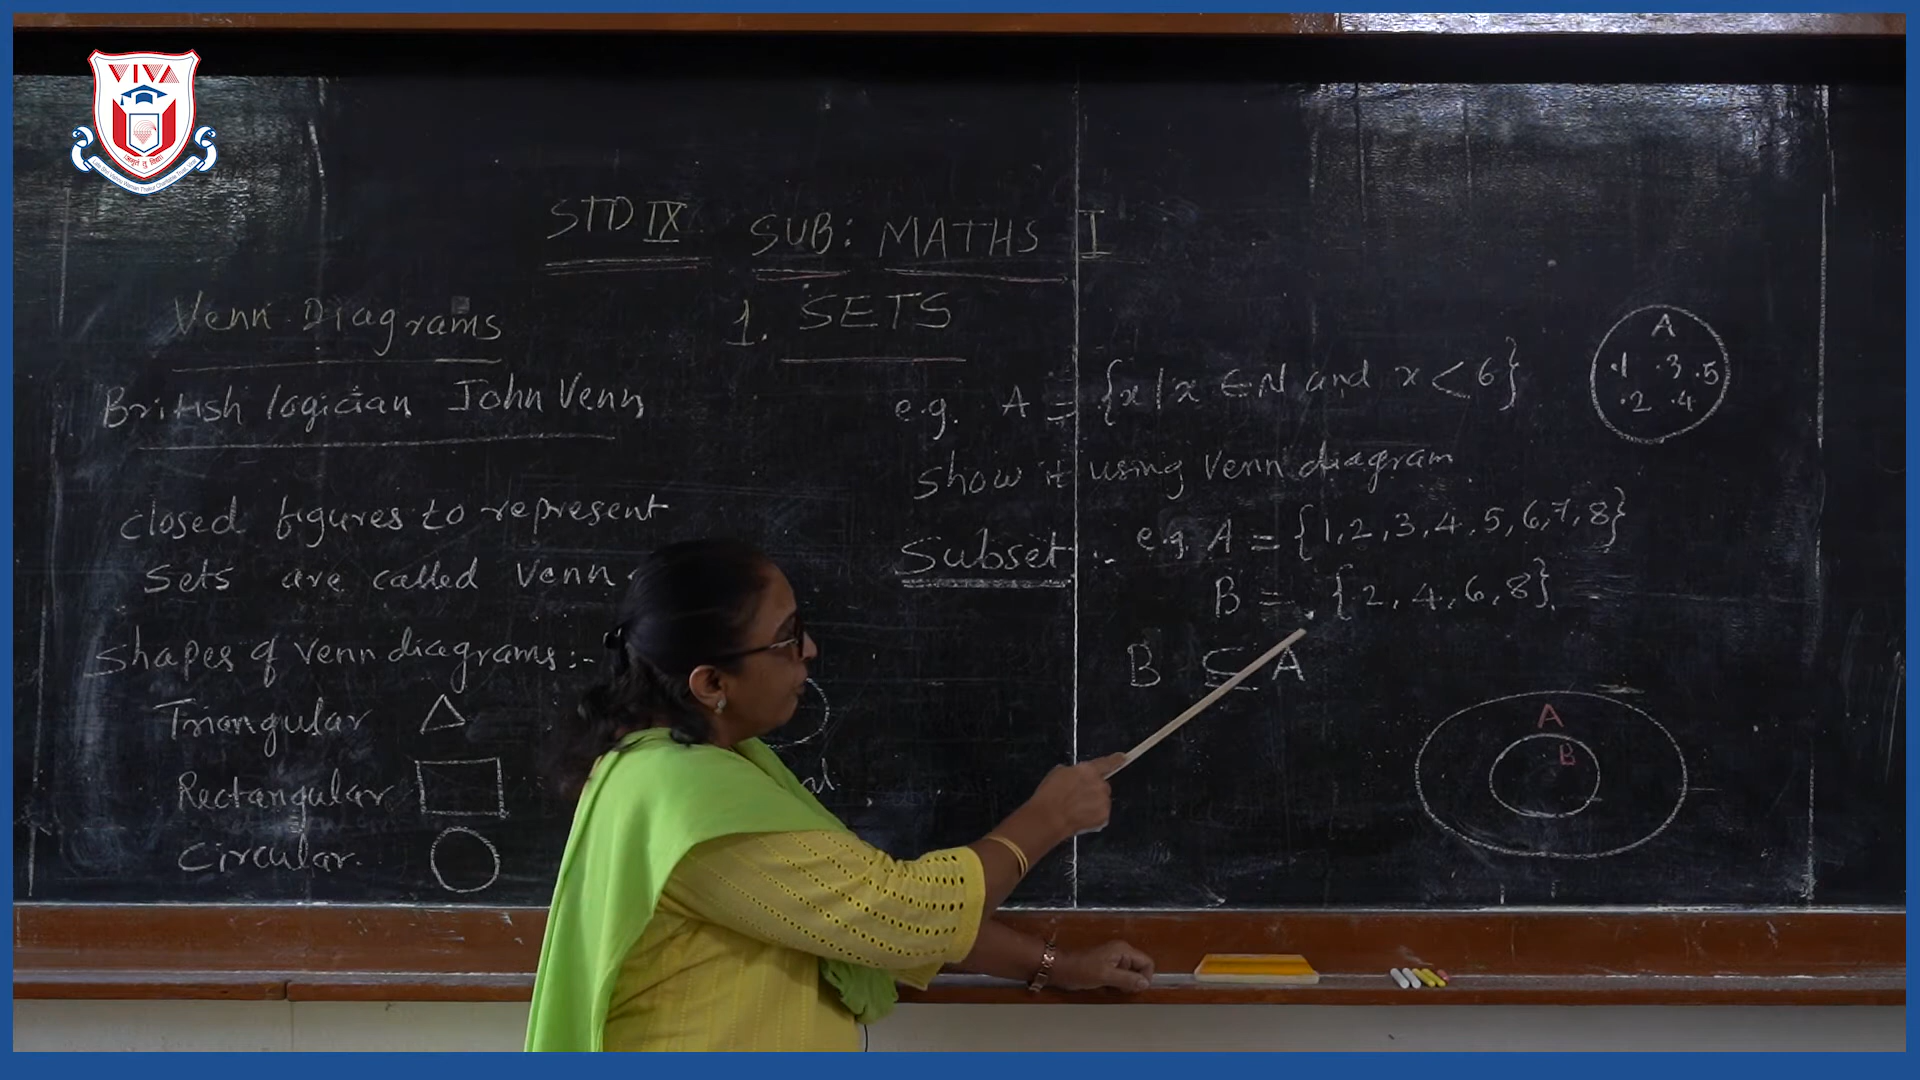 VIVA
STD IX SUB: MATHS I
1. SETS
Venn Diagrams
British logician John Venn
closed figures to represent
sets are called Venn
Shapes of venn diagrams:-
Triangular
Rectangular
Circular.
e.g. A = {x/x ∈ N and x < 6}
show it using Venn diagram
A
.1 .3 .5
.2 .4
Subset :- e.g. A = {1,2,3,4,5,6,7,8}
B = {2,4,6,8}
B ⊆ A
A
B